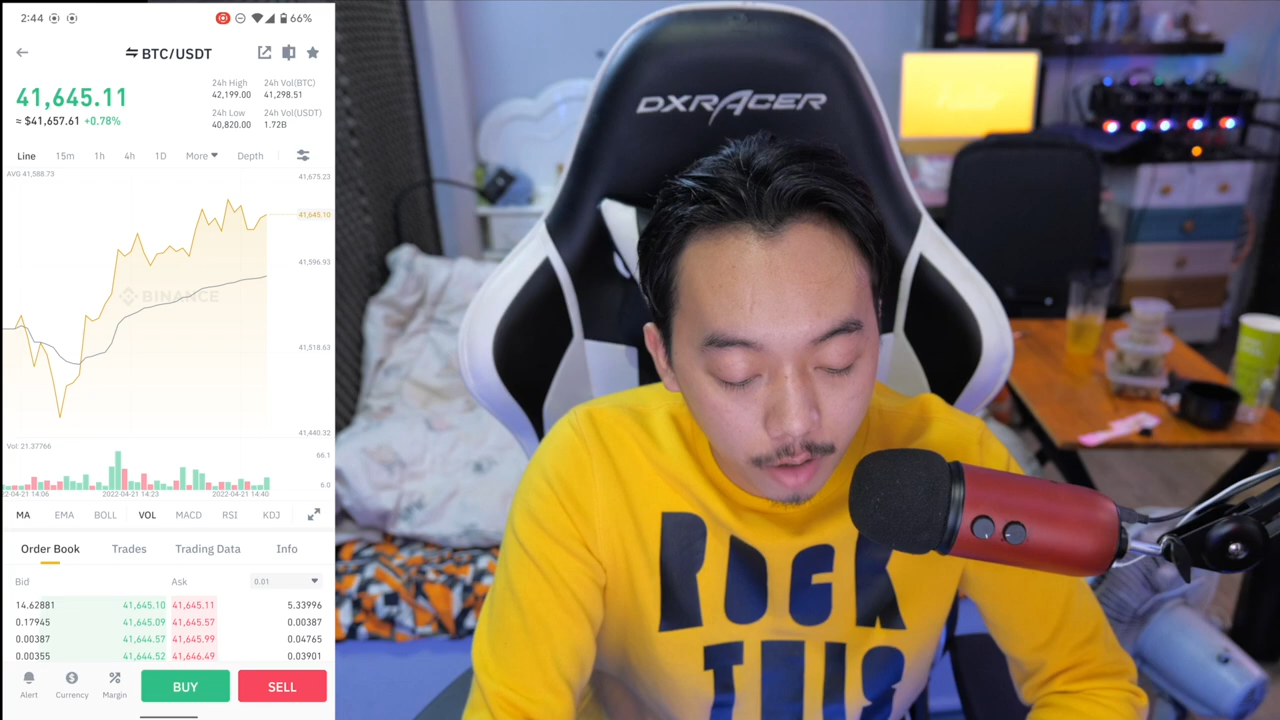 2:44
66%
BTC/USDT
41,645.11
≈ $41,657.61 +0.78%
24h High
42,199.00
24h Vol(BTC)
41,298.51
24h Low
40,820.00
24h Vol(USDT)
1.72B
Line 15m 1h 4h 1D More Depth
AVG 41,588.73
41,675.23
41,645.10
41,596.93
BINANCE
41,518.63
41,440.32
Vol: 21.37766
66.1
6.0
22-04-21 14:06 2022-04-21 14:23 2022-04-21 14:40
MA EMA BOLL VOL MACD RSI KDJ
Order Book Trades Trading Data Info
Bid Ask 0.01
14.62881 41,645.10 41,645.11 5.33996
0.17945 41,645.09 41,645.57 0.00387
0.00387 41,644.57 41,645.99 0.04765
0.00355 41,644.52 41,646.49 0.03901
Alert Currency Margin BUY SELL
DXRACER
ROCK
THIS